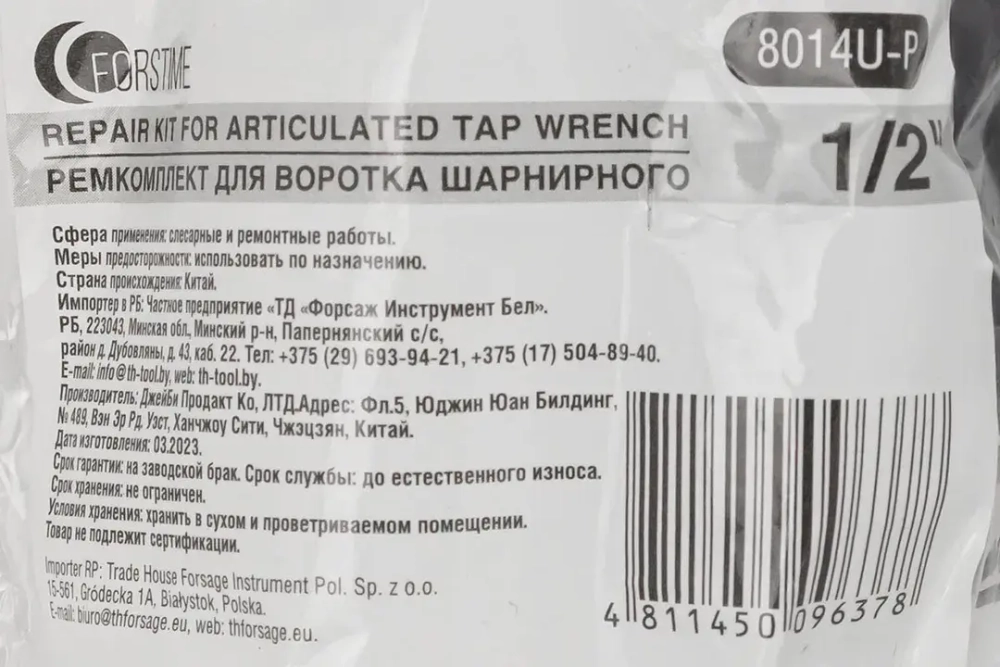 FORSTIME
8014U-P
REPAIR KIT FOR ARTICULATED TAP WRENCH
РЕМКОМПЛЕКТ ДЛЯ ВОРОТКА ШАРНИРНОГО
1/2"
Сфера применения: слесарные и ремонтные работы.
Меры предосторожности: использовать по назначению.
Страна происхождения: Китай.
Импортер в РБ: Частное предприятие «ТД «Форсаж Инструмент Бел».
РБ, 223043, Минская обл., Минский р-н, Папернянский с/с,
район д. Дубовляны, д. 43, каб. 22. Тел: +375 (29) 693-94-21, +375 (17) 504-89-40.
E-mail: info@th-tool.by, web: th-tool.by.
Производитель: ДжейБи Продакт Ко, ЛТД.Адрес: Фл.5, Юджин Юан Билдинг,
№ 489, Вэн Эр Рд. Уэст, Ханчжоу Сити, Чжэцзян, Китай.
Дата изготовления: 03.2023.
Срок гарантии: на заводской брак. Срок службы: до естественного износа.
Срок хранения: не ограничен.
Условия хранения: хранить в сухом и проветриваемом помещении.
Товар не подлежит сертификации.
Importer RP: Trade House Forsage Instrument Pol. Sp. z o.o.
15-561, Gródecka 1A, Białystok, Polska.
E-mail: biuro@thforsage.eu, web: thforsage.eu.
4 811450 096378